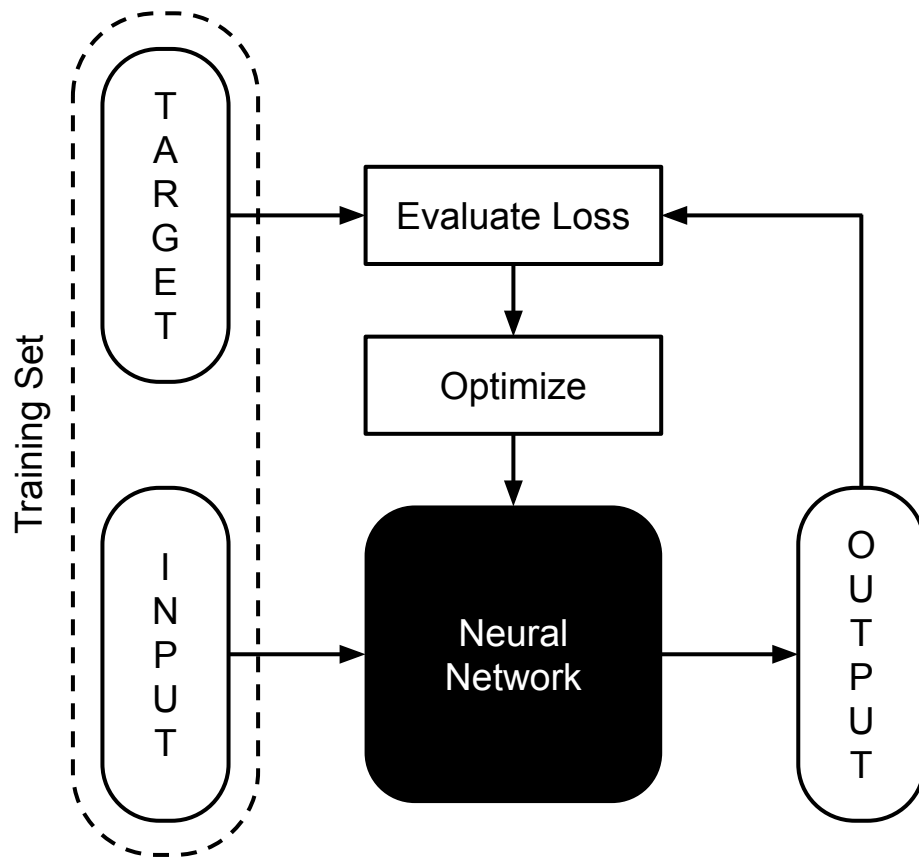 TARGET
Evaluate Loss
Optimize
Training Set
INPUT
Neural
Network
OUTPUT